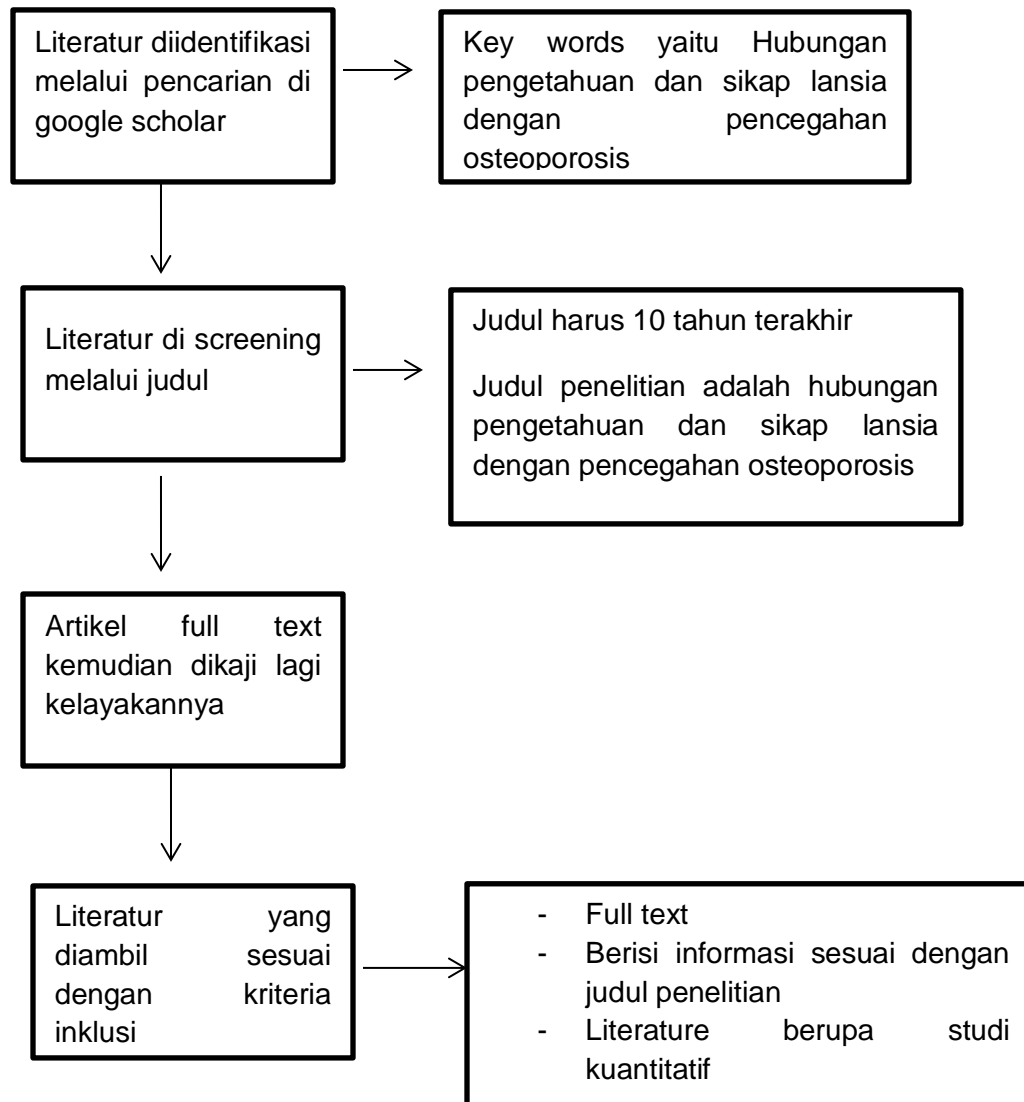 Literatur diidentifikasi
melalui pencarian di
google scholar
Key words yaitu Hubungan
pengetahuan dan sikap lansia
dengan pencegahan
osteoporosis
Literatur di screening
melalui judul
Judul harus 10 tahun terakhir
Judul penelitian adalah hubungan
pengetahuan dan sikap lansia
dengan pencegahan osteoporosis
Artikel full text
kemudian dikaji lagi
kelayakannya
Literatur yang
diambil sesuai
dengan kriteria
inklusi
- Full text
- Berisi informasi sesuai dengan
judul penelitian
- Literature berupa studi
kuantitatif